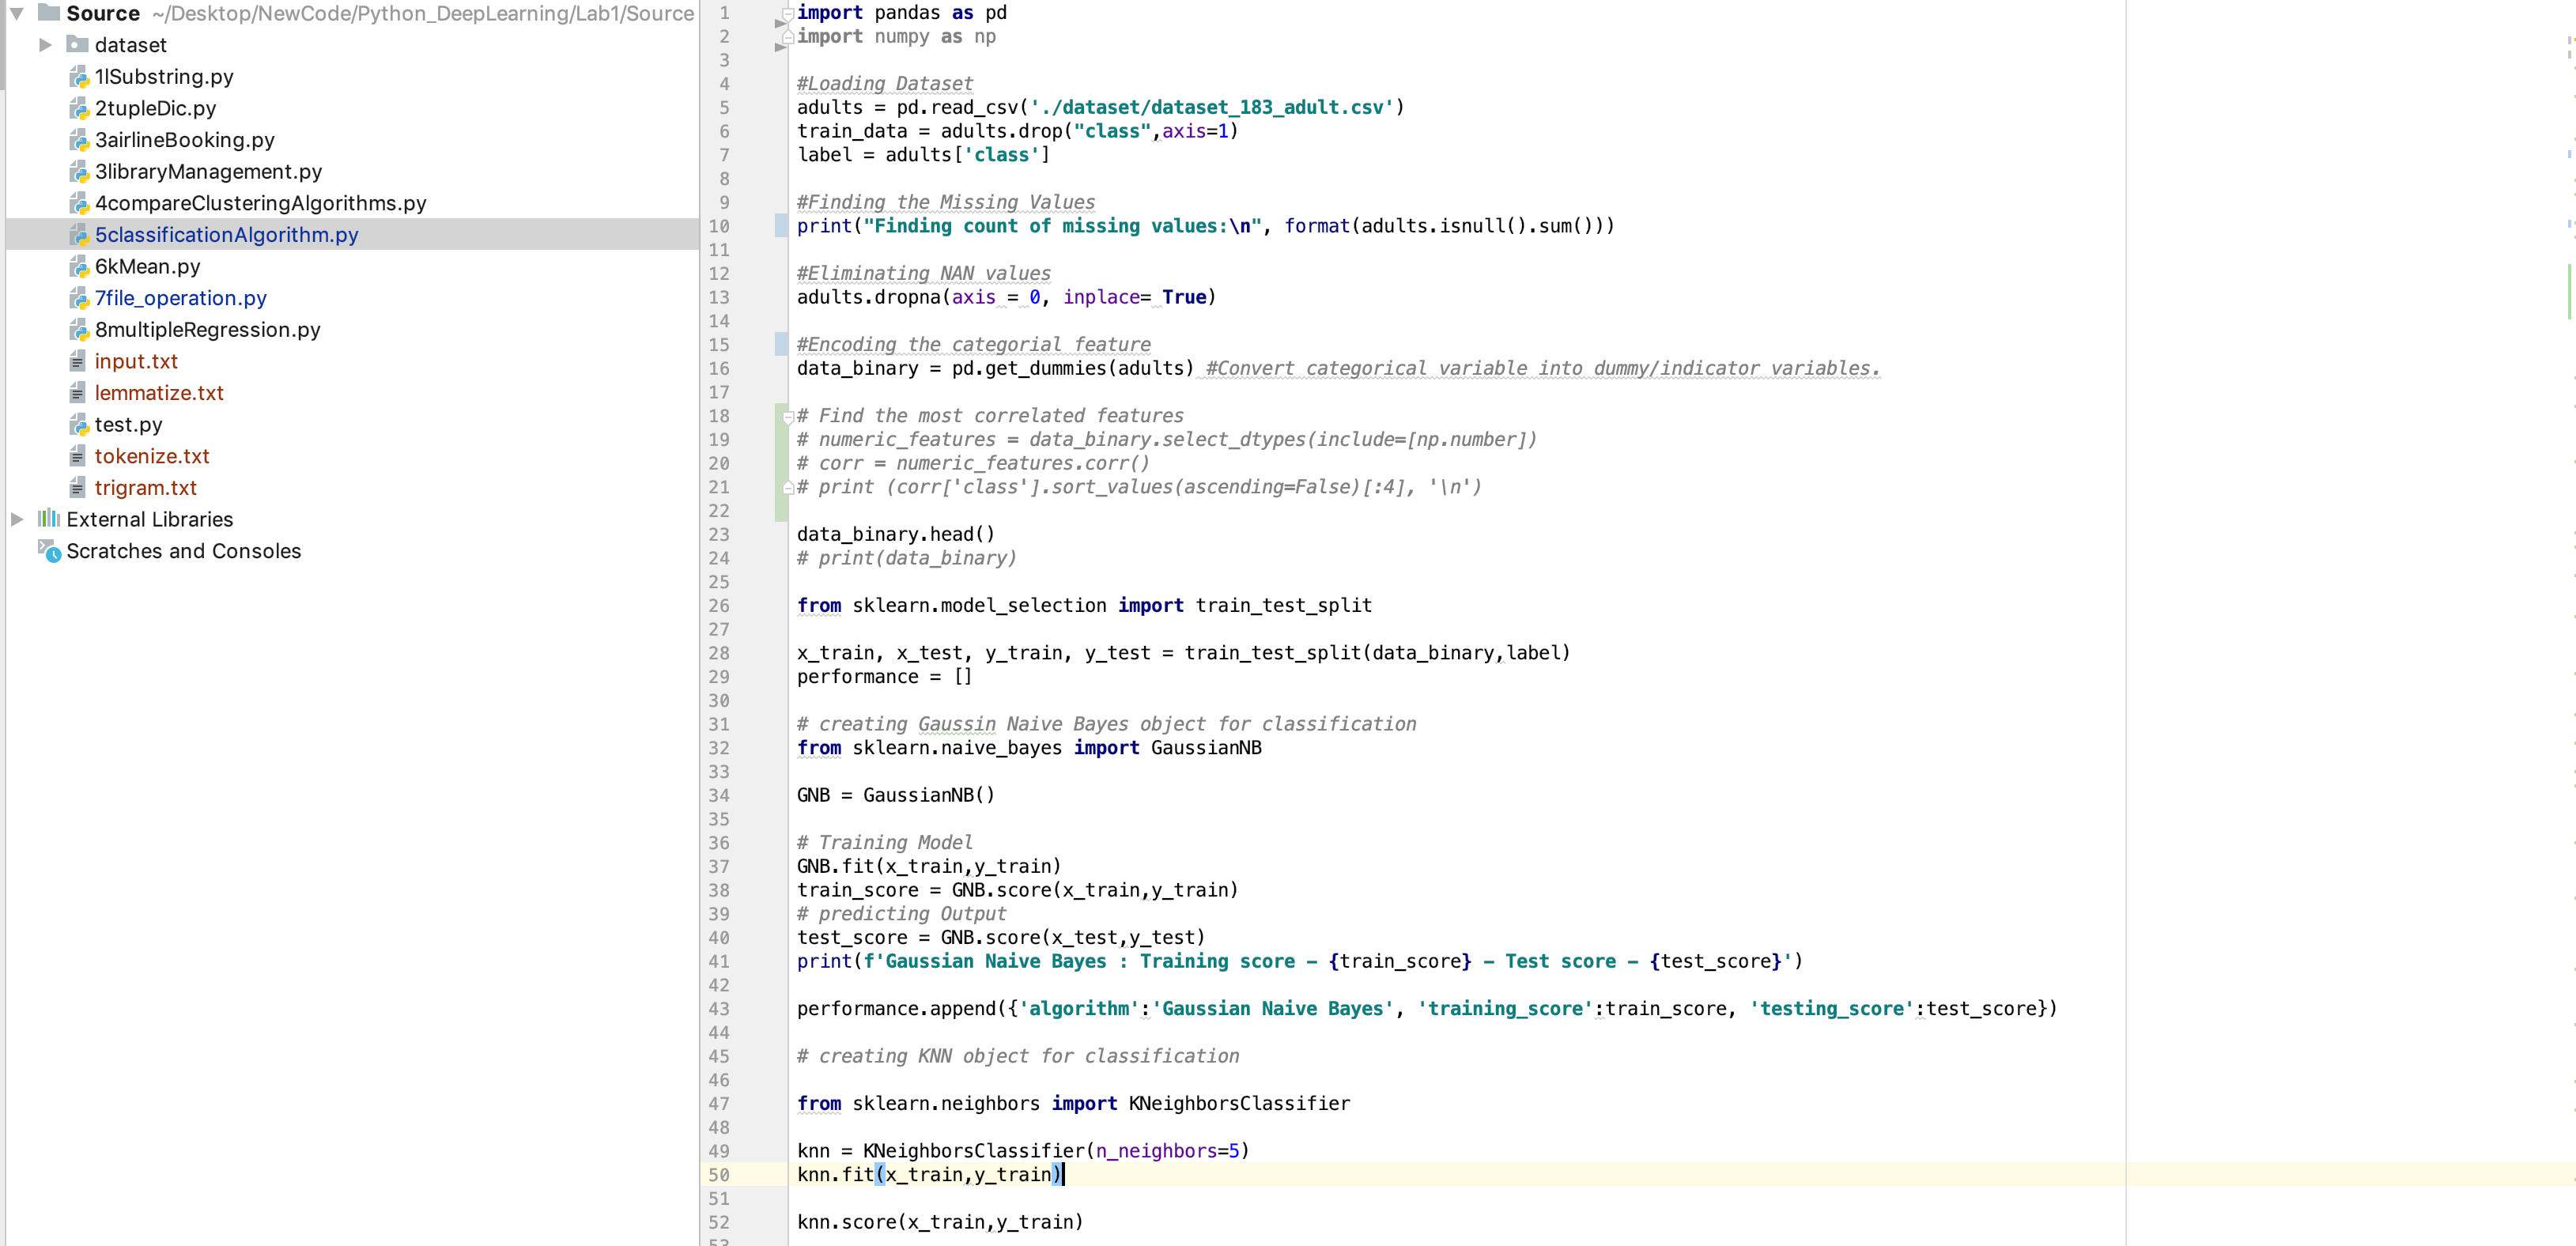 Source ~/Desktop/NewCode/Python_DeepLearning/Lab1/Source
dataset
1lSubstring.py
2tupleDic.py
3airlineBooking.py
3libraryManagement.py
4compareClusteringAlgorithms.py
5classificationAlgorithm.py
6kMean.py
7file_operation.py
8multipleRegression.py
input.txt
lemmatize.txt
test.py
tokenize.txt
trigram.txt
External Libraries
Scratches and Consoles
1 import pandas as pd
2 import numpy as np
3
4 #Loading Dataset
5 adults = pd.read_csv('./dataset/dataset_183_adult.csv')
6 train_data = adults.drop("class",axis=1)
7 label = adults['class']
8
9 #Finding the Missing Values
10 print("Finding count of missing values:\n", format(adults.isnull().sum()))
11
12 #Eliminating NAN values
13 adults.dropna(axis = 0, inplace= True)
14
15 #Encoding the categorial feature
16 data_binary = pd.get_dummies(adults) #Convert categorical variable into dummy/indicator variables.
17
18 # Find the most correlated features
19 # numeric_features = data_binary.select_dtypes(include=[np.number])
20 # corr = numeric_features.corr()
21 # print (corr['class'].sort_values(ascending=False)[:4], '\n')
22
23 data_binary.head()
24 # print(data_binary)
25
26 from sklearn.model_selection import train_test_split
27
28 x_train, x_test, y_train, y_test = train_test_split(data_binary,label)
29 performance = []
30
31 # creating Gaussin Naive Bayes object for classification
32 from sklearn.naive_bayes import GaussianNB
33
34 GNB = GaussianNB()
35
36 # Training Model
37 GNB.fit(x_train,y_train)
38 train_score = GNB.score(x_train,y_train)
39 # predicting Output
40 test_score = GNB.score(x_test,y_test)
41 print(f'Gaussian Naive Bayes : Training score - {train_score} - Test score - {test_score}')
42
43 performance.append({'algorithm':'Gaussian Naive Bayes', 'training_score':train_score, 'testing_score':test_score})
44
45 # creating KNN object for classification
46
47 from sklearn.neighbors import KNeighborsClassifier
48
49 knn = KNeighborsClassifier(n_neighbors=5)
50 knn.fit(x_train,y_train)
51
52 knn.score(x_train,y_train)
53